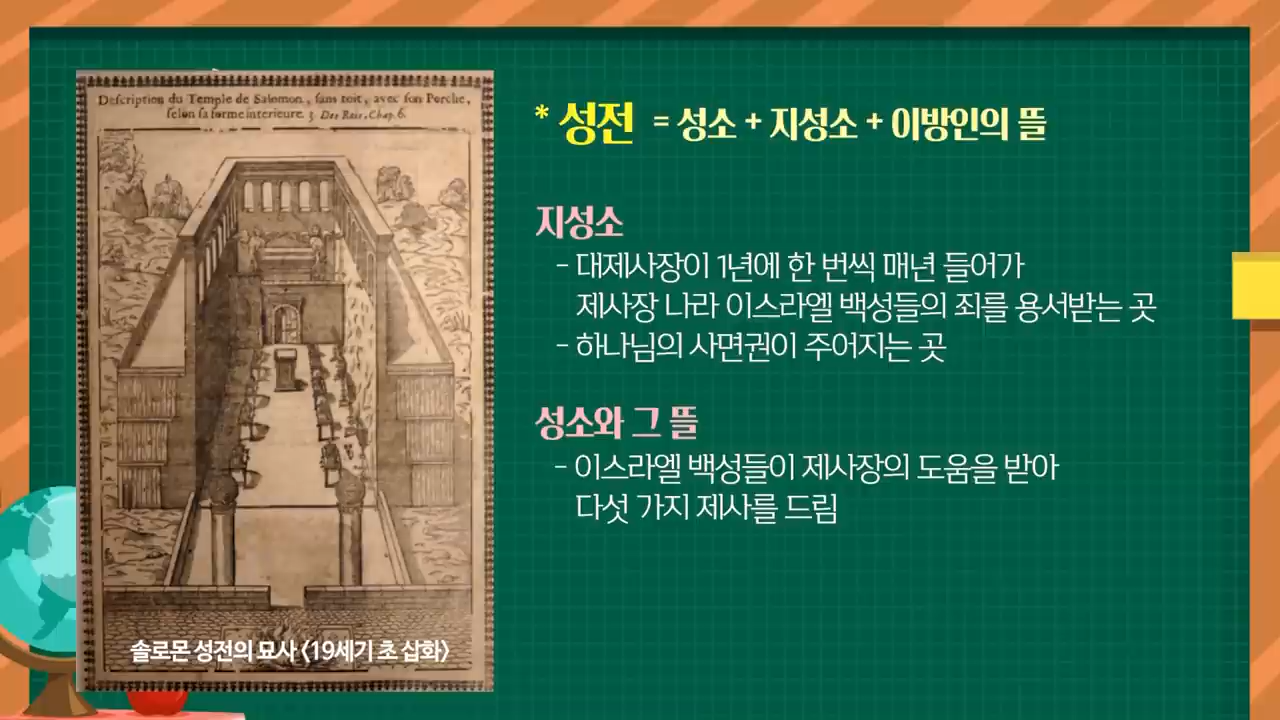 Description du Temple de Salomon, sans toit, avec son Porche,
selon sa forme interieure. 3. Des Rois, Chap. 6.
* 성전 = 성소 + 지성소 + 이방인의 뜰
지성소
- 대제사장이 1년에 한 번씩 매년 들어가
제사장 나라 이스라엘 백성들의 죄를 용서받는 곳
- 하나님의 사면권이 주어지는 곳
성소와 그 뜰
- 이스라엘 백성들이 제사장의 도움을 받아
다섯 가지 제사를 드림
솔로몬 성전의 묘사 <19세기 초 삽화>